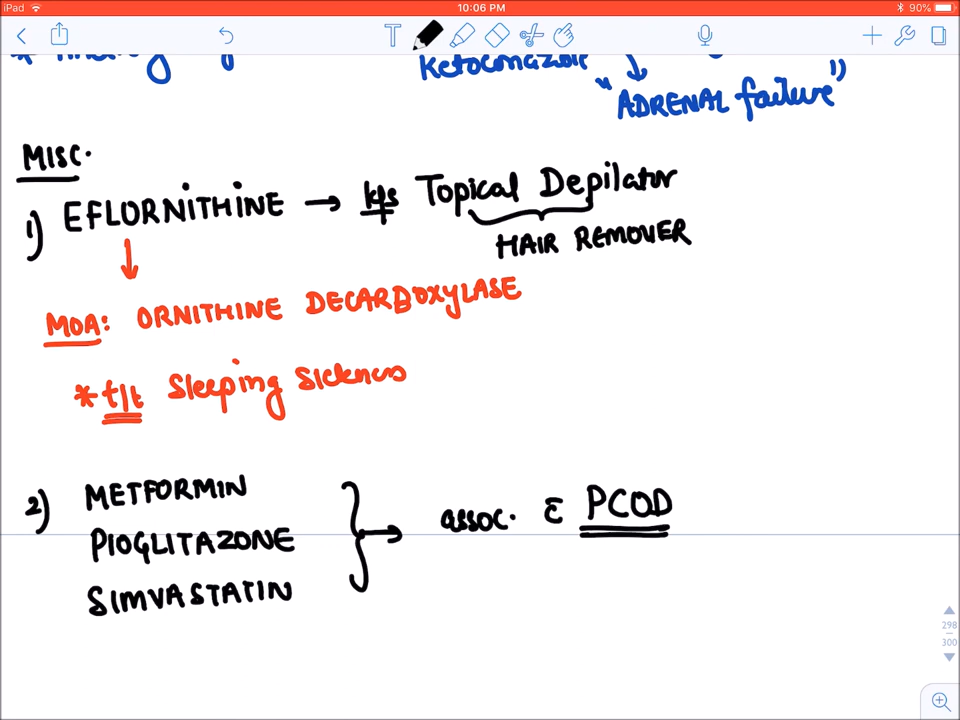 iPad 10:06 PM 90%
T
Ketoconazole
"ADRENAL failure"
MISC.
1) EFLORNITHINE → k/as Topical Depilator
HAIR REMOVER
MOA: ORNITHINE DECARBOXYLASE
* t/t Sleeping Sickness
2) METFORMIN
PIOGLITAZONE
SIMVASTATIN
→ assoc. c̄ PCOD
298
300